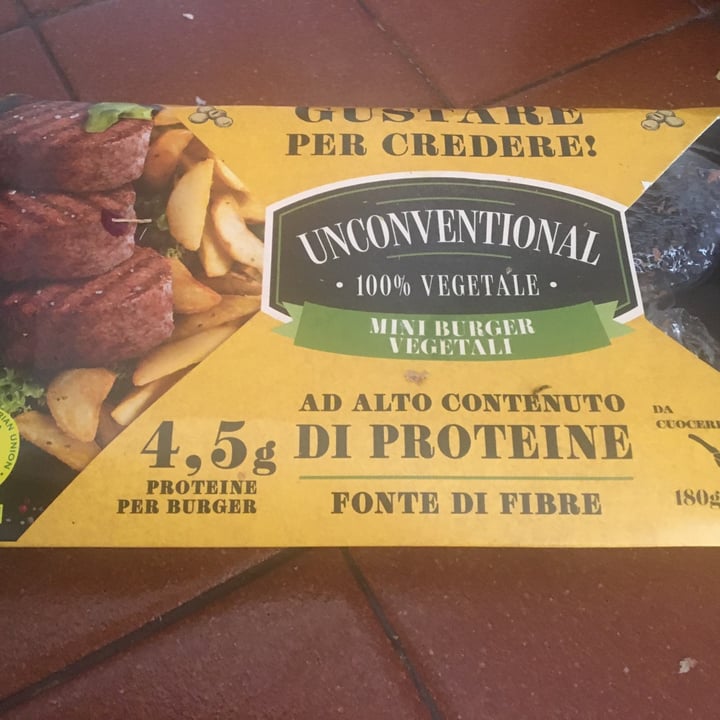 GUSTARE
PER CREDERE!
UNCONVENTIONAL
• 100% VEGETALE •
MINI BURGER
VEGETALI
AD ALTO CONTENUTO
DI PROTEINE
FONTE DI FIBRE
4,5g
PROTEINE
PER BURGER
DA
CUOCERE
180g
UNION •